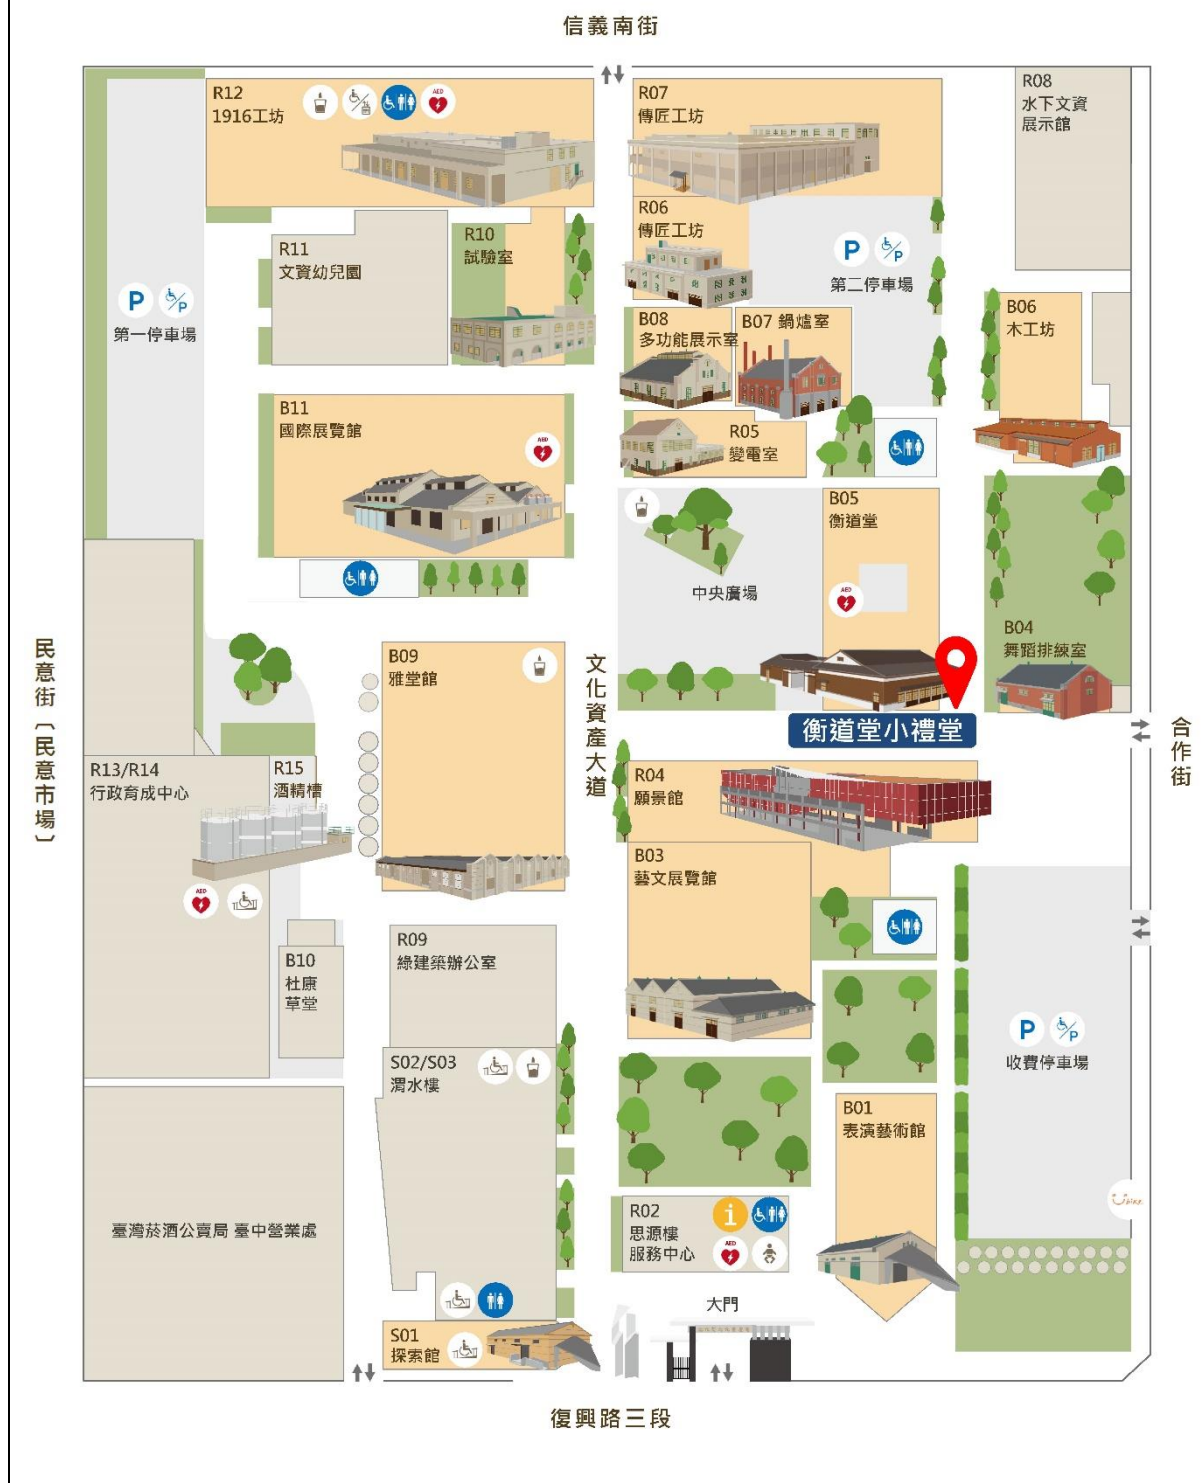 信義南街
R12
1916工坊
AED
R07
傳匠工坊
R08
水下文資
展示館
R06
傳匠工坊
R11
文資幼兒園
R10
試驗室
P
P
第二停車場
P
P
第一停車場
B08
多功能展示室
B07 鍋爐室
B06
木工坊
B11
國際展覽館
AED
R05
變電室
B05
衡道堂
AED
中央廣場
B04
舞蹈排練室
民意街(民意市場)
B09
雅堂館
文化資產大道
衡道堂小禮堂
合作街
R13/R14
行政育成中心
R15
酒精槽
AED
R04
願景館
B03
藝文展覽館
B10
杜康
草堂
R09
綠建築辦公室
P
P
收費停車場
S02/S03
渭水樓
B01
表演藝術館
臺灣菸酒公賣局 臺中營業處
R02
思源樓
服務中心
i
AED
Ubike
大門
S01
探索館
復興路三段